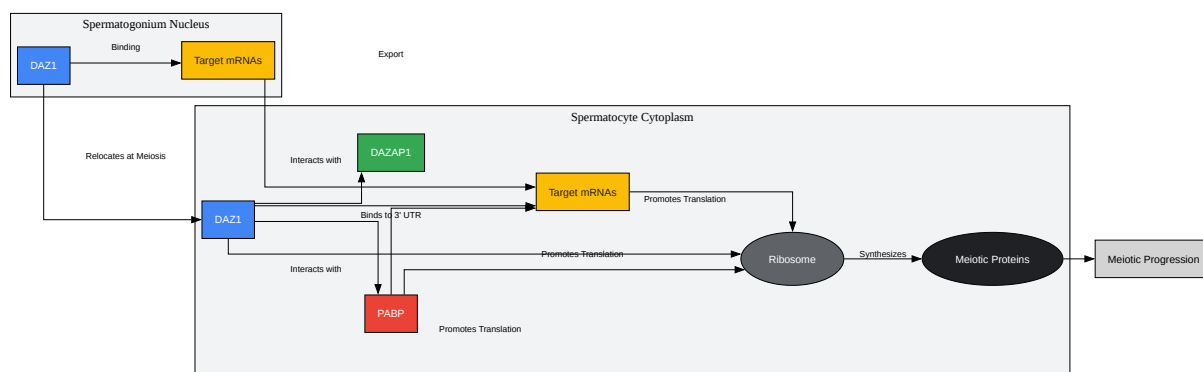 Spermatogonium Nucleus
DAZ1
Binding
Target mRNAs
Export
Spermatocyte Cytoplasm
Relocates at Meiosis
Interacts with
DAZAP1
Target mRNAs
Promotes Translation
DAZ1
Binds to 3' UTR
Promotes Translation
Ribosome
Synthesizes
Meiotic Proteins
Meiotic Progression
Interacts with
PABP
Promotes Translation